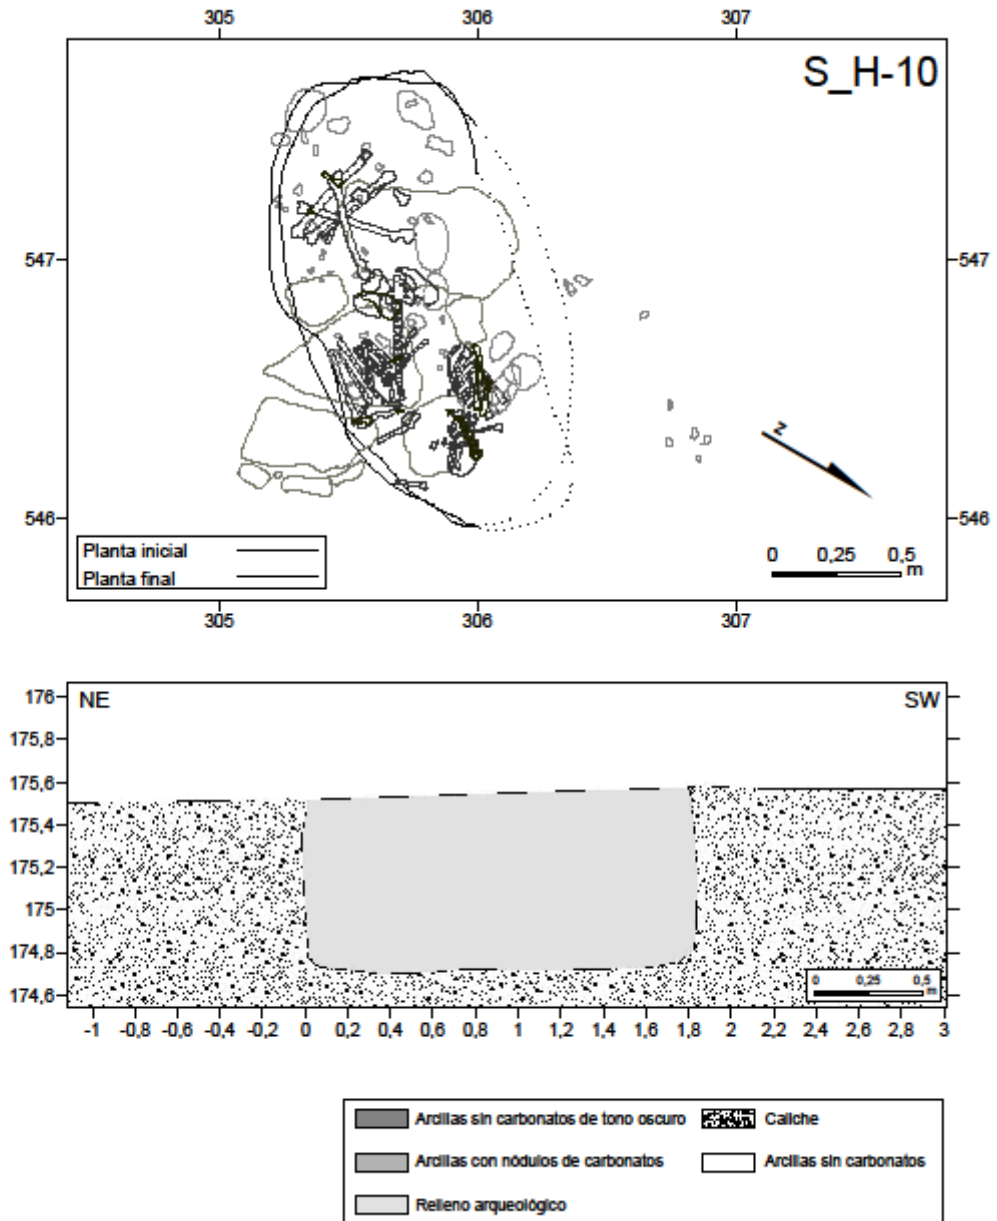 305 306 307
S_H-10
547 547
z
546 546
Planta inicial
Planta final
0 0,25 0,5
m
305 306 307
176 NE SW
175,8
175,6
175,4
175,2
175
174,8
174,6
0 0,25 0,5
m
-1 -0,8 -0,6 -0,4 -0,2 0 0,2 0,4 0,6 0,8 1 1,2 1,4 1,6 1,8 2 2,2 2,4 2,6 2,8 3
Arcillas sin carbonatos de tono oscuro Caliche
Arcillas con nódulos de carbonatos Arcillas sin carbonatos
Relleno arqueológico